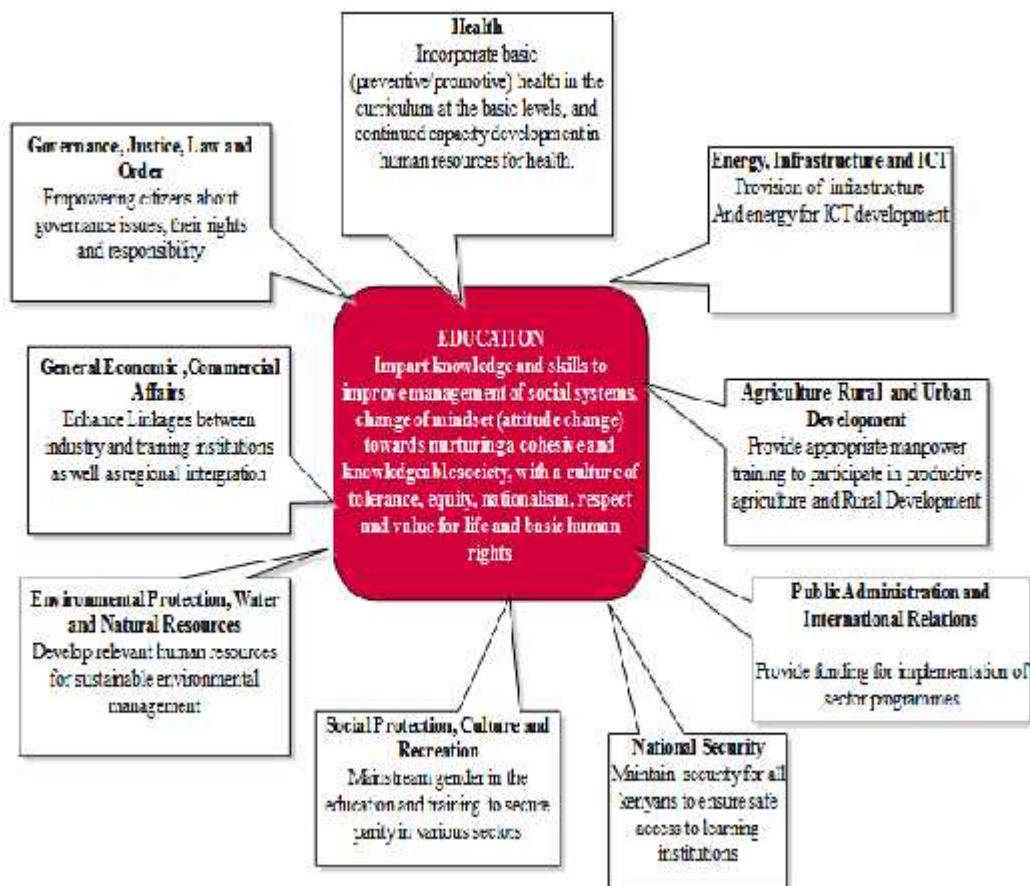 Health
Incorporate basic
(preventive/promotive) health in the
curriculum at the basic levels, and
continued capacity development in
human resources for health.
Governance, Justice, Law and
Order
Empowering citizens about
governance issues, their rights
and responsibility
Energy, Infrastructure and ICT
Provision of infrastructure
And energy for ICT development
EDUCATION
Impart knowledge and skills to
improve management of social systems,
change of mindset (attitude change)
towards nurturing a cohesive and
knowledgeable society, with a culture of
tolerance, equity, nationalism, respect
and value for life and basic human
rights
General Economic ,Commercial
Affairs
Enhance Linkages between
industry and training institutions
as well as regional intergration
Agriculture Rural and Urban
Development
Provide appropriate manpower
training to participate in productive
agriculture and Rural Development
Environmental Protection, Water
and Natural Resources
Develop relevant human resources
for sustainable environmental
management
Public Administration and
International Relations
Provide funding for implementation of
sector programmes
Social Protection, Culture and
Recreation
Mainstream gender in the
education and training to secure
parity in various sectors
National Security
Maintain security for all
kenyans to ensure safe
access to learning
institutions